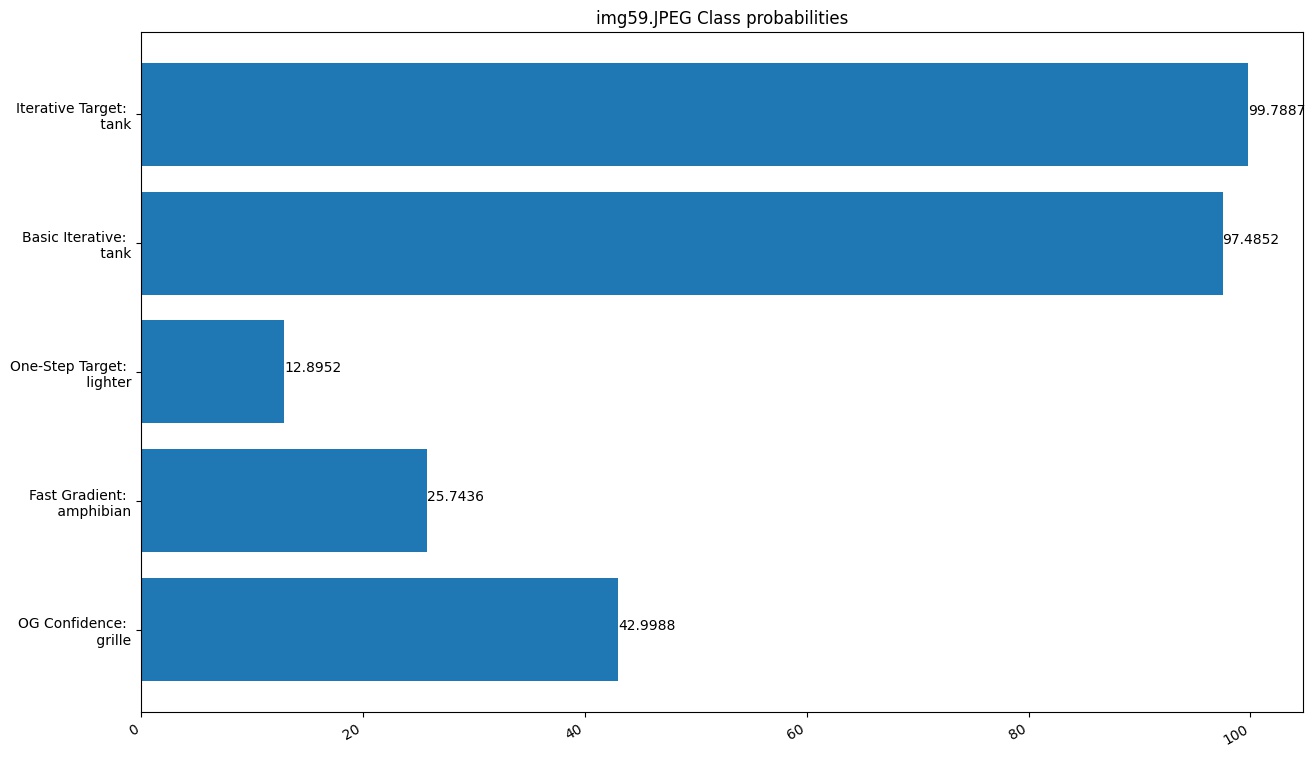 img59.JPEG Class probabilities
Iterative Target:
tank
99.7887
Basic Iterative:
tank
97.4852
One-Step Target:
lighter
12.8952
Fast Gradient:
amphibian
25.7436
OG Confidence:
grille
42.9988
0
20
40
60
80
100